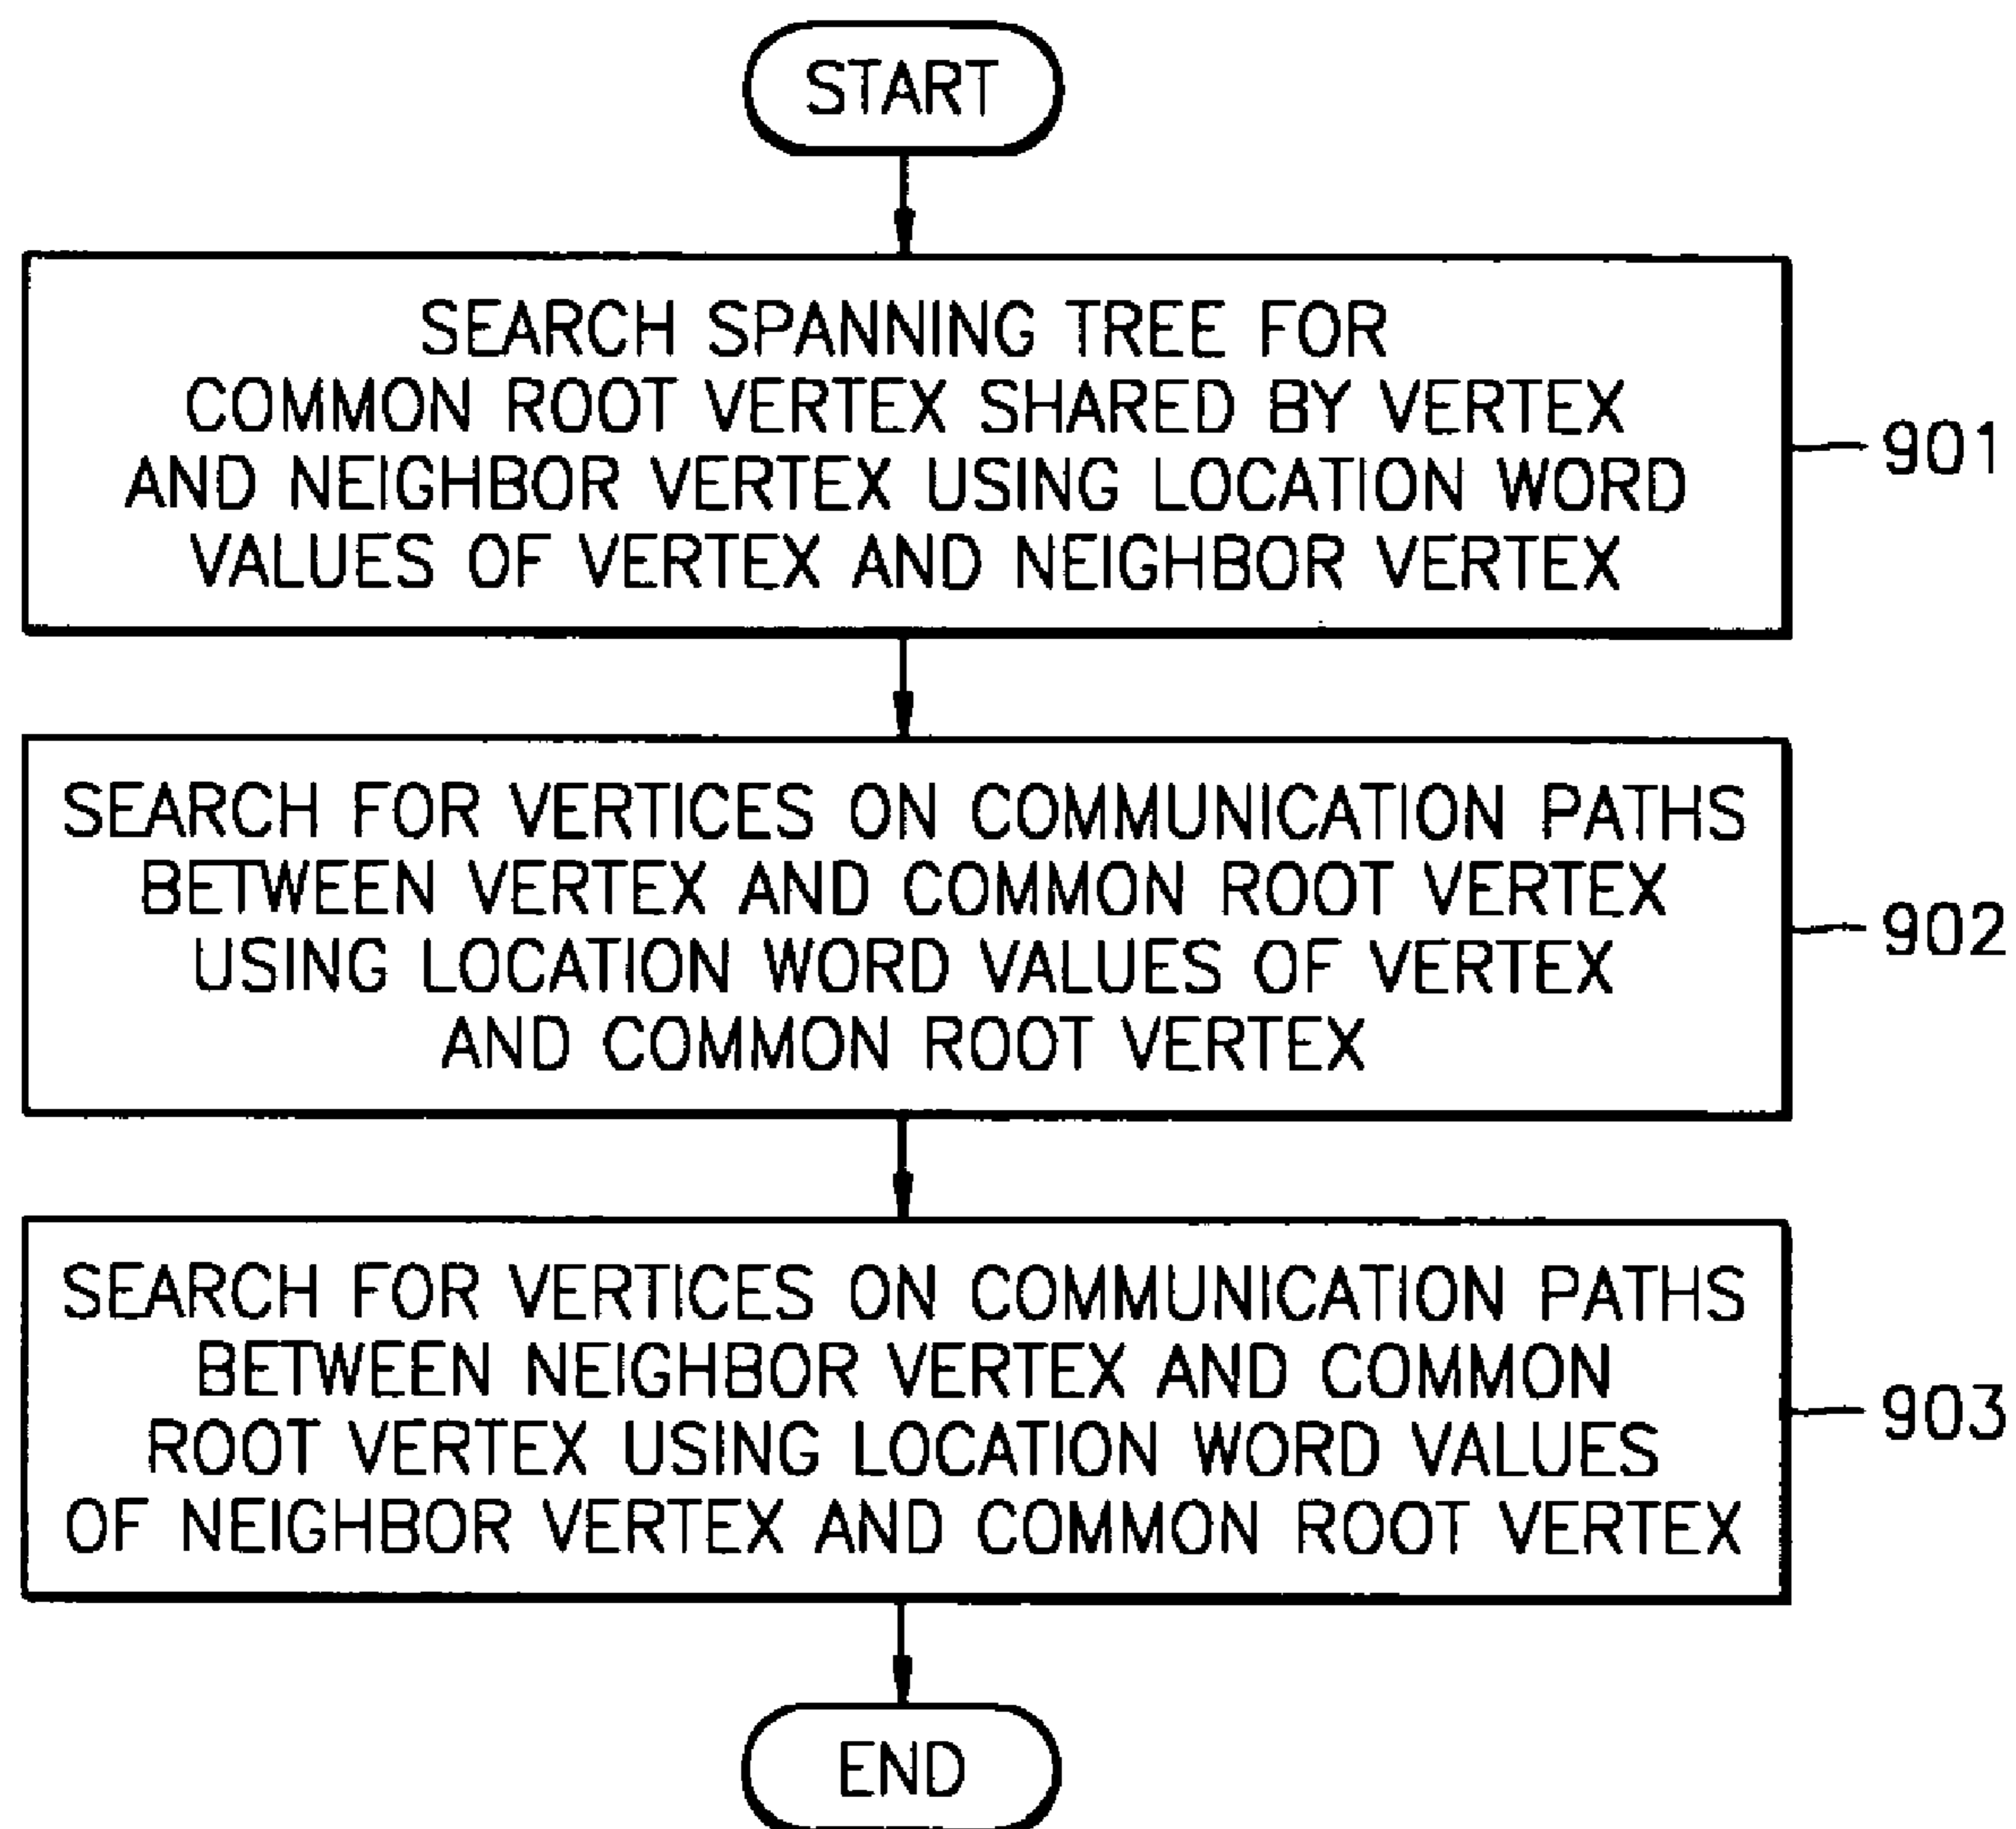 START
SEARCH SPANNING TREE FOR
COMMON ROOT VERTEX SHARED BY VERTEX
AND NEIGHBOR VERTEX USING LOCATION WORD
VALUES OF VERTEX AND NEIGHBOR VERTEX
901
SEARCH FOR VERTICES ON COMMUNICATION PATHS
BETWEEN VERTEX AND COMMON ROOT VERTEX
USING LOCATION WORD VALUES OF VERTEX
AND COMMON ROOT VERTEX
902
SEARCH FOR VERTICES ON COMMUNICATION PATHS
BETWEEN NEIGHBOR VERTEX AND COMMON
ROOT VERTEX USING LOCATION WORD VALUES
OF NEIGHBOR VERTEX AND COMMON ROOT VERTEX
903
END